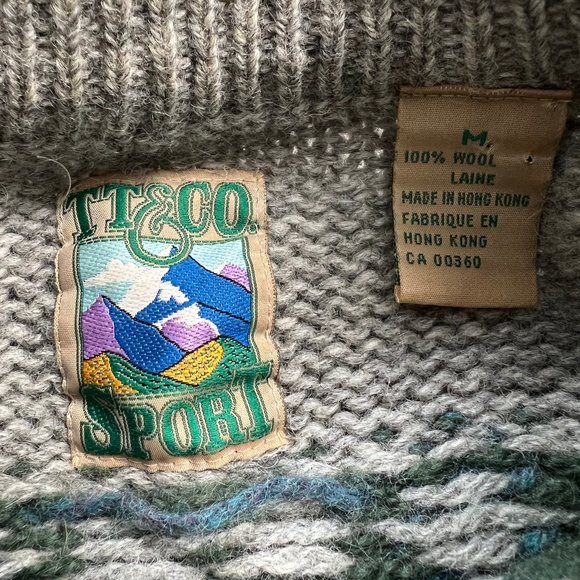 TT&CO.
SPORT
M
100% WOOL
LAINE
MADE IN HONG KONG
FABRIQUE EN
HONG KONG
CA 00360